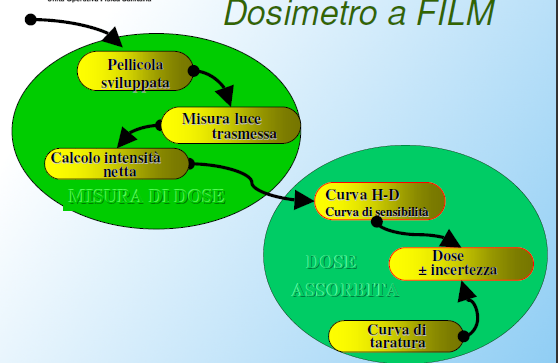 Dosimetro a FILM
Pellicola
sviluppata
Misura luce
trasmessa
Calcolo intensità
netta
MISURA DI DOSE
Curva H-D
Curva di sensibilità
DOSE
ASSORBITA
Dose
± incertezza
Curva di
taratura